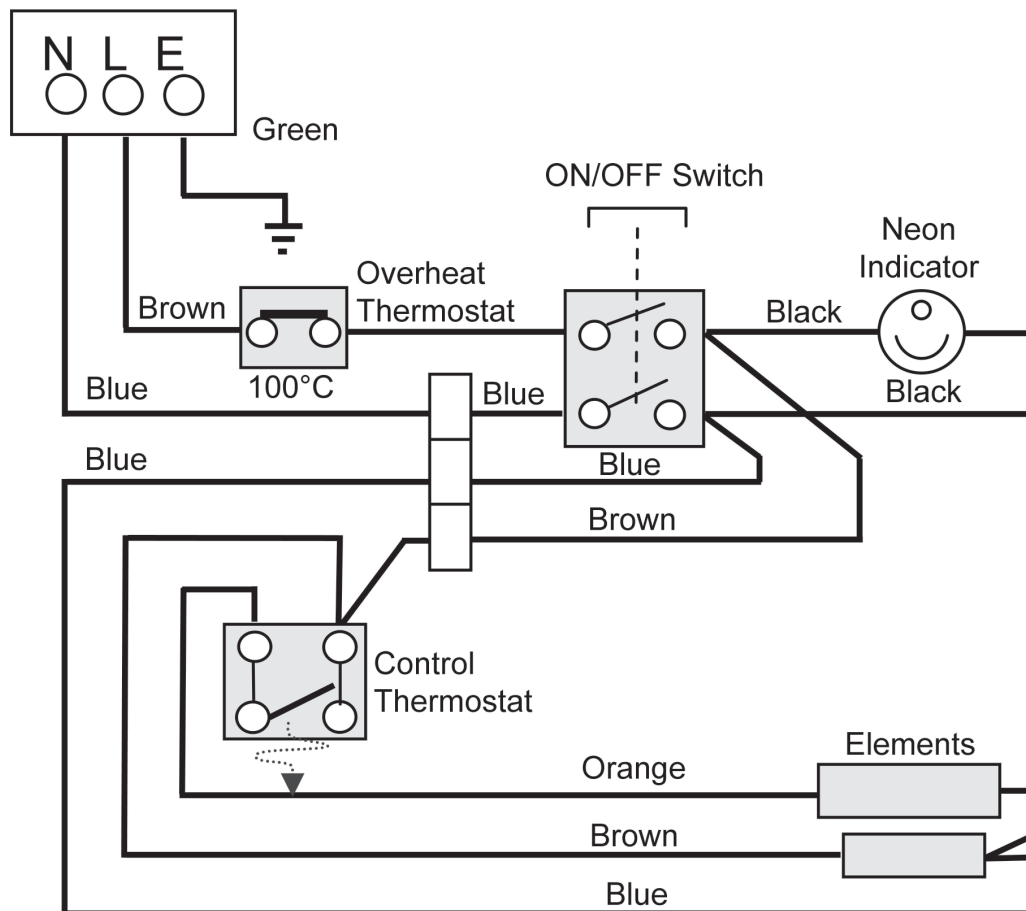 N L E
Green
ON/OFF Switch
Neon
Indicator
Overheat
Thermostat
Brown
Black
100°C
Blue
Blue
Black
Blue
Blue
Brown
Control
Thermostat
Elements
Orange
Brown
Blue